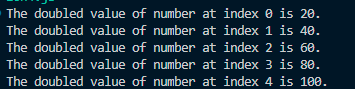 The doubled value of number at index 0 is 20.
The doubled value of number at index 1 is 40.
The doubled value of number at index 2 is 60.
The doubled value of number at index 3 is 80.
The doubled value of number at index 4 is 100.